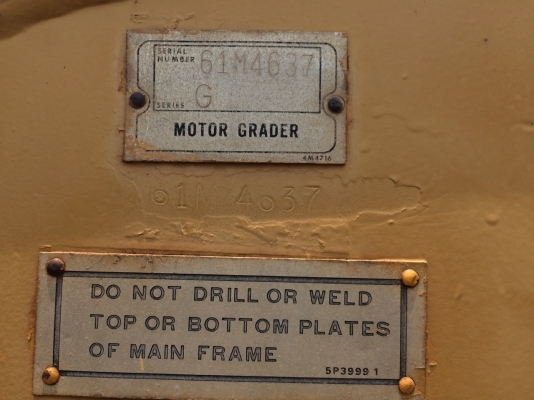 SERIAL
NUMBER 61M4637
SERIES G
MOTOR GRADER
4M4716
61M4637
DO NOT DRILL OR WELD
TOP OR BOTTOM PLATES
OF MAIN FRAME
5P3999 1